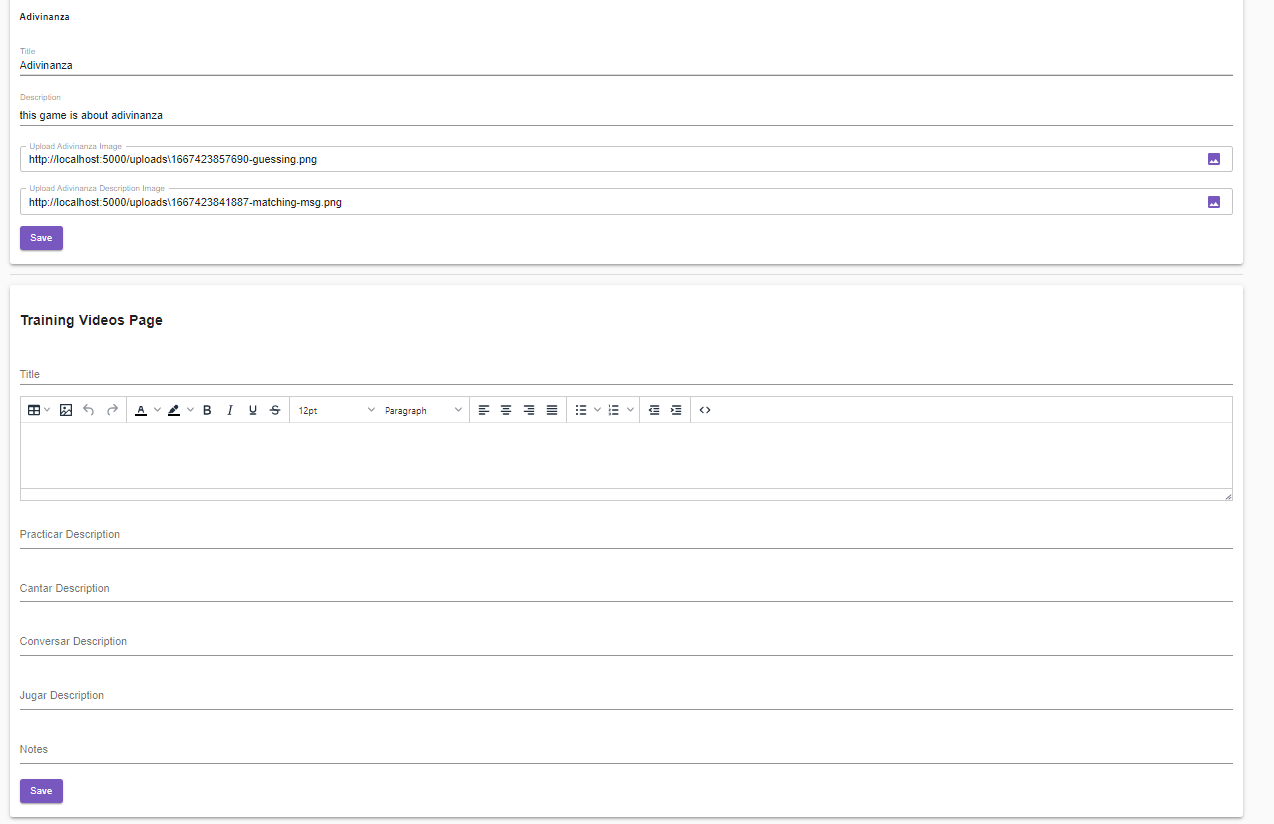 Adivinanza
Title
Adivinanza
Description
this game is about adivinanza
Upload Adivinanza Image
http://localhost:5000/uploads\1667423857690-guessing.png
Upload Adivinanza Description Image
http://localhost:5000/uploads\1667423841887-matching-msg.png
Save
Training Videos Page
Title
A B I U S 12pt Paragraph
Practicar Description
Cantar Description
Conversar Description
Jugar Description
Notes
Save